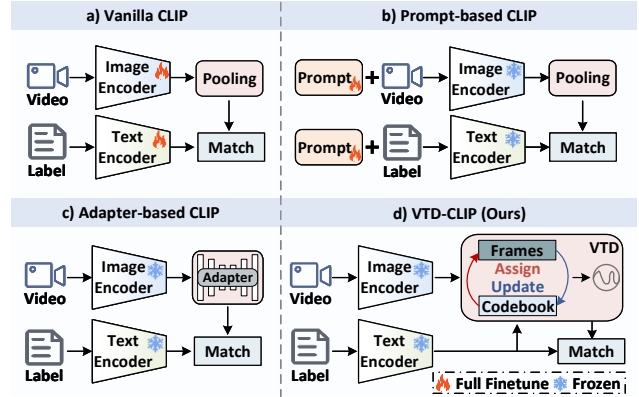 a) Vanilla CLIP
Image
Encoder
Pooling
Video
Text
Encoder
Match
Label
b) Prompt-based CLIP
Prompt
+
Video
Image
Encoder
Pooling
Prompt
+
Label
Text
Encoder
Match
c) Adapter-based CLIP
Image
Encoder
Adapter
Video
Text
Encoder
Match
Label
d) VTD-CLIP (Ours)
Image
Encoder
Video
Frames
VTD
Assign
Update
Codebook
Text
Encoder
Match
Label
Full Finetune
Frozen